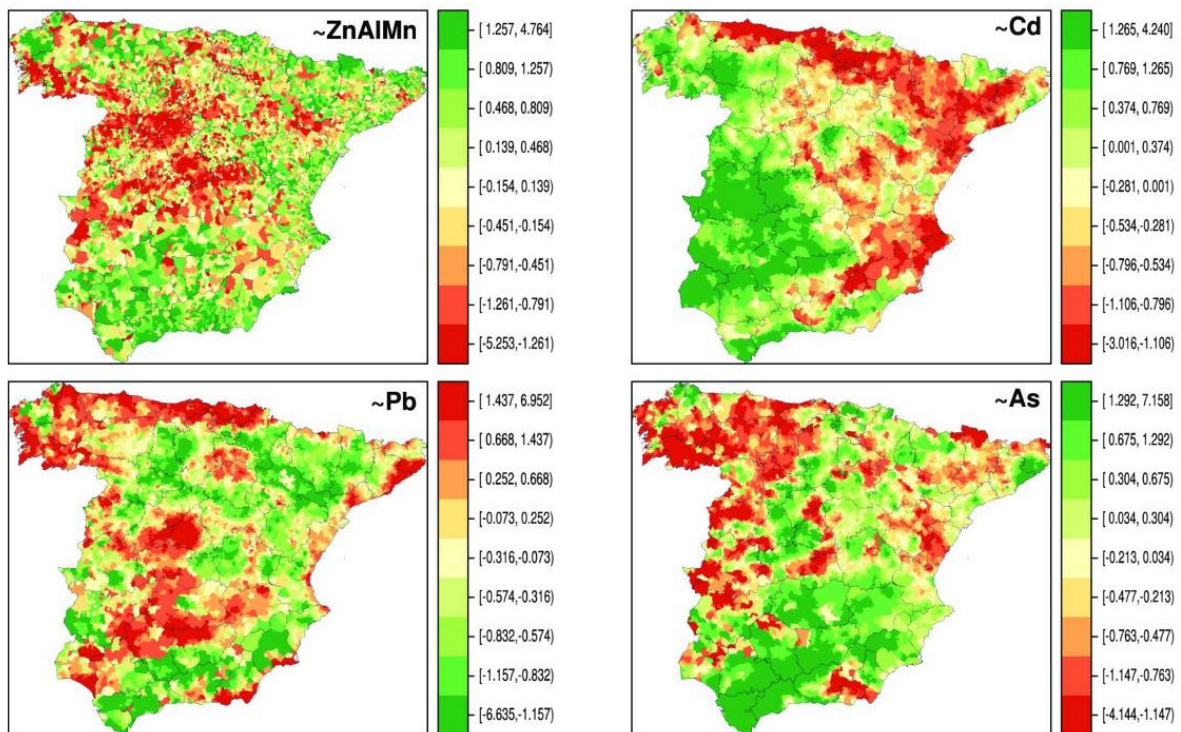 ~ZnAlMn
[ 1.257, 4.764]
[ 0.809, 1.257)
[ 0.468, 0.809)
[ 0.139, 0.468)
[-0.154, 0.139)
[-0.451,-0.154)
[-0.791,-0.451)
[-1.261,-0.791)
[-5.253,-1.261)
~Cd
[ 1.265, 4.240]
[ 0.769, 1.265)
[ 0.374, 0.769)
[ 0.001, 0.374)
[-0.281, 0.001)
[-0.534,-0.281)
[-0.796,-0.534)
[-1.106,-0.796)
[-3.016,-1.106)
~Pb
[ 1.437, 6.952]
[ 0.668, 1.437)
[ 0.252, 0.668)
[-0.073, 0.252)
[-0.316,-0.073)
[-0.574,-0.316)
[-0.832,-0.574)
[-1.157,-0.832)
[-6.635,-1.157)
~As
[ 1.292, 7.158]
[ 0.675, 1.292)
[ 0.304, 0.675)
[ 0.034, 0.304)
[-0.213, 0.034)
[-0.477,-0.213)
[-0.763,-0.477)
[-1.147,-0.763)
[-4.144,-1.147)